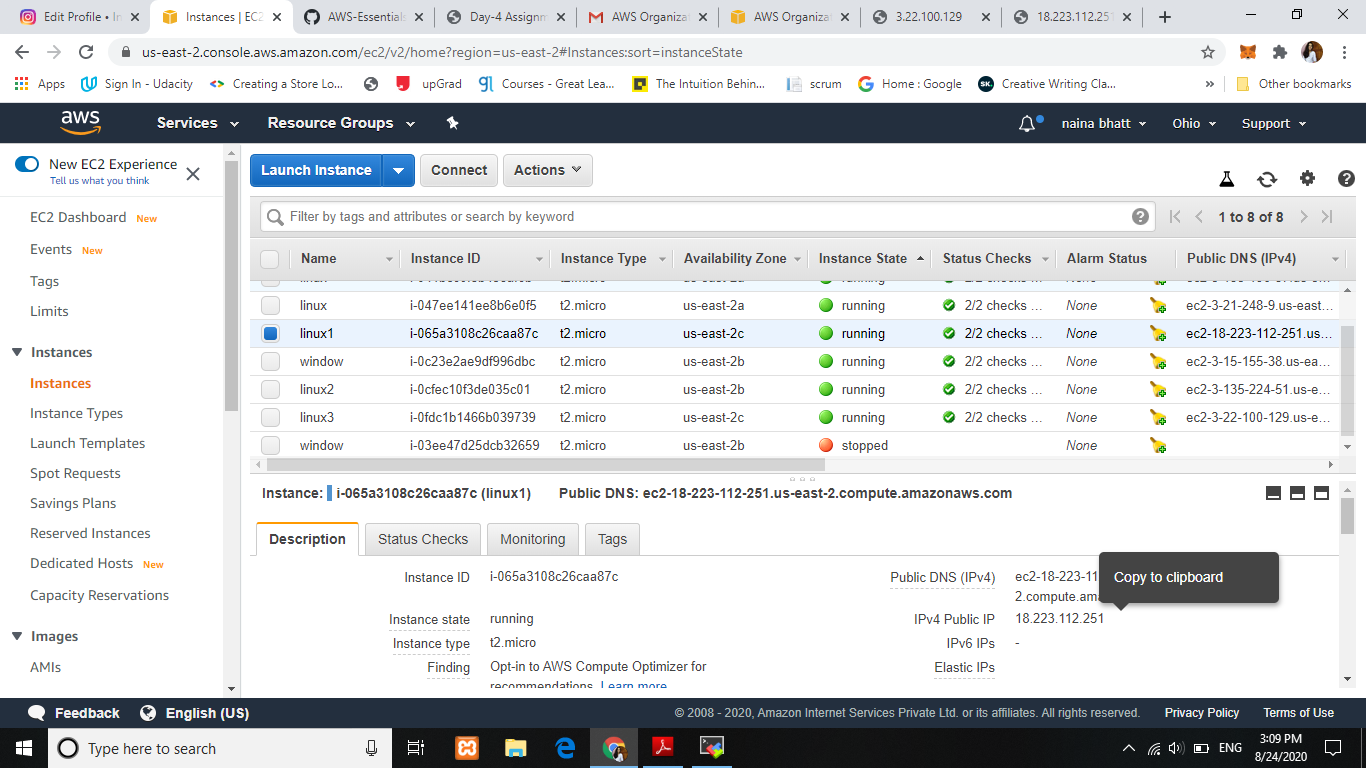 Edit Profile • In
Instances | EC2
AWS-Essential
Day-4 Assignm
AWS Organiza
AWS Organiza
3.22.100.129
18.223.112.251
us-east-2.console.aws.amazon.com/ec2/v2/home?region=us-east-2#Instances:sort=instanceState
Apps
Sign In - Udacity
Creating a Store Lo...
upGrad
Courses - Great Lea...
The Intuition Behin...
scrum
Home : Google
Creative Writing Cla...
»
Other bookmarks
aws
Services
Resource Groups
naina bhatt
Ohio
Support
New EC2 Experience
Tell us what you think
EC2 Dashboard New
Events New
Tags
Limits
Instances
Instances
Instance Types
Launch Templates
Spot Requests
Savings Plans
Reserved Instances
Dedicated Hosts New
Capacity Reservations
Images
AMIs
Launch Instance
Connect
Actions
Filter by tags and attributes or search by keyword
1 to 8 of 8
Name Instance ID Instance Type Availability Zone Instance State Status Checks Alarm Status Public DNS (IPv4)
linux i-047ee141ee8b6e0f5 t2.micro us-east-2a running 2/2 checks ... None ec2-3-21-248-9.us-east...
linux1 i-065a3108c26caa87c t2.micro us-east-2c running 2/2 checks ... None ec2-18-223-112-251.us...
window i-0c23e2ae9df996dbc t2.micro us-east-2b running 2/2 checks ... None ec2-3-15-155-38.us-ea...
linux2 i-0cfec10f3de035c01 t2.micro us-east-2b running 2/2 checks ... None ec2-3-135-224-51.us-e...
linux3 i-0fdc1b1466b039739 t2.micro us-east-2c running 2/2 checks ... None ec2-3-22-100-129.us-e...
window i-03ee47d25dcb32659 t2.micro us-east-2b stopped None
Instance: i-065a3108c26caa87c (linux1) Public DNS: ec2-18-223-112-251.us-east-2.compute.amazonaws.com
Description
Status Checks
Monitoring
Tags
Instance ID i-065a3108c26caa87c
Instance state running
Instance type t2.micro
Finding Opt-in to AWS Compute Optimizer for
recommendations. Learn more
Public DNS (IPv4) ec2-18-223-11
2.compute.ama
Copy to clipboard
IPv4 Public IP 18.223.112.251
IPv6 IPs -
Elastic IPs
Feedback
English (US)
© 2008 - 2020, Amazon Internet Services Private Ltd. or its affiliates. All rights reserved.
Privacy Policy
Terms of Use
Type here to search
ENG
3:09 PM
8/24/2020